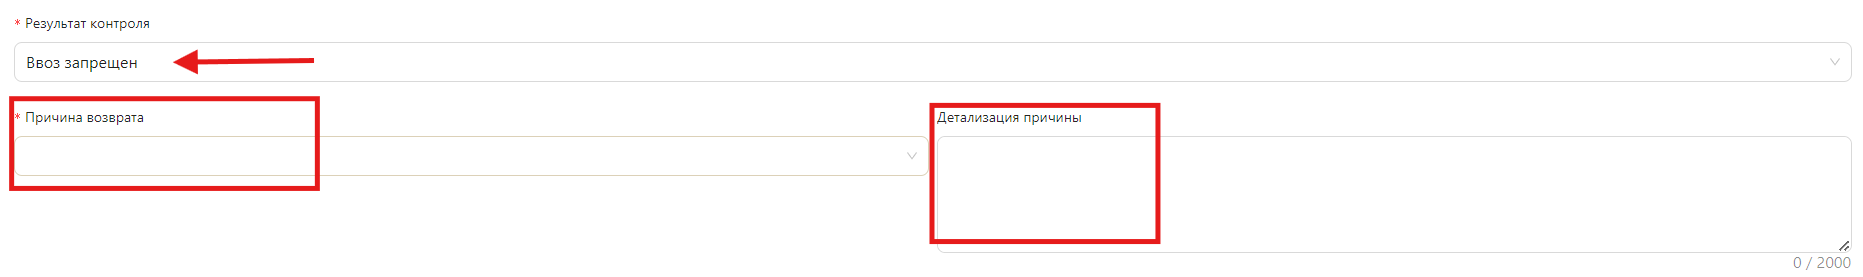 * Результат контроля
Ввоз запрещен
* Причина возврата
Детализация причины
0 / 2000